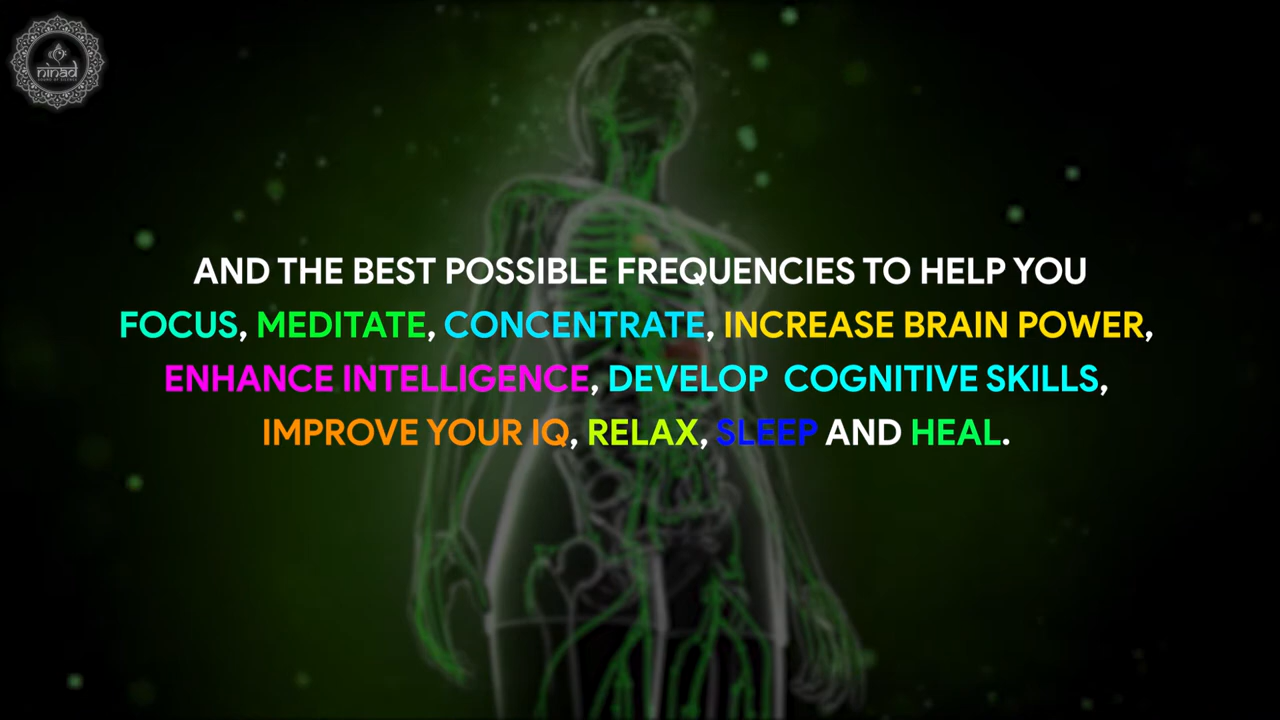 ninad
AND THE BEST POSSIBLE FREQUENCIES TO HELP YOU
FOCUS, MEDITATE, CONCENTRATE, INCREASE BRAIN POWER,
ENHANCE INTELLIGENCE, DEVELOP COGNITIVE SKILLS,
IMPROVE YOUR IQ, RELAX, SLEEP AND HEAL.